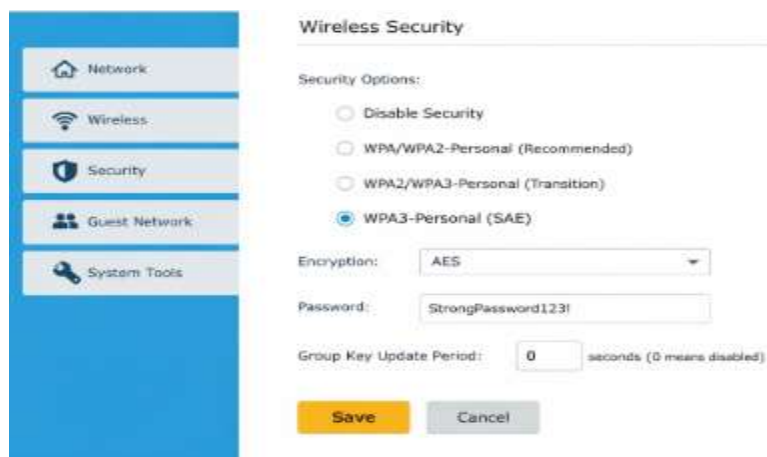 Wireless Security
Network
Wireless
Security
Guest Network
System Tools
Security Options:
Disable Security
WPA/WPA2-Personal (Recommended)
WPA2/WPA3-Personal (Transition)
WPA3-Personal (SAE)
Encryption: AES
Password: StrongPassword123!
Group Key Update Period: 0 seconds (0 means disabled)
Save Cancel